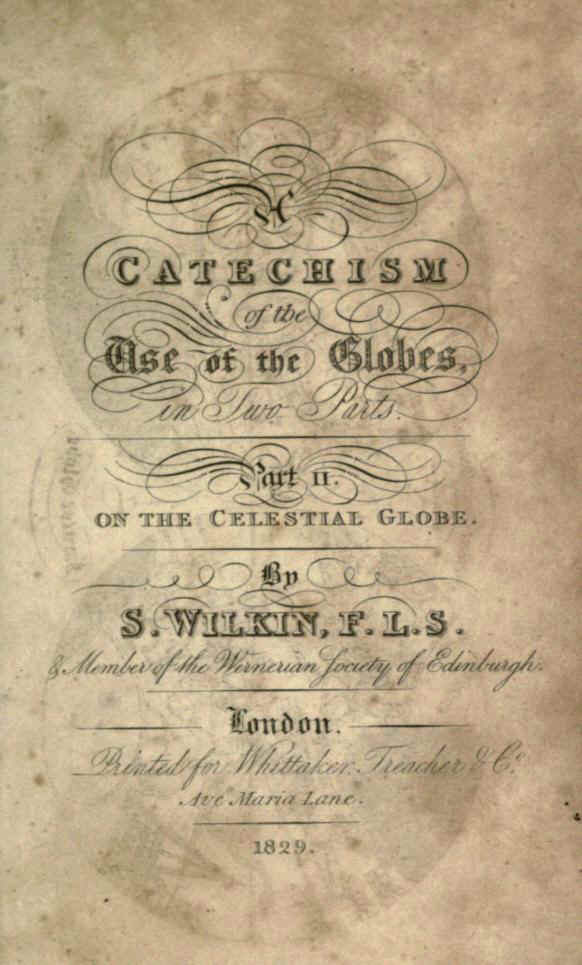 A
CATECHISM
of the
Use of the Globes,
in Two Parts.
Part II.
ON THE CELESTIAL GLOBE.
By
S. WILKIN, F. L. S.
& Member of the Wernerian Society of Edinburgh.
London.
Printed for Whittaker, Treacher & Co.
Ave Maria Lane.
1829.